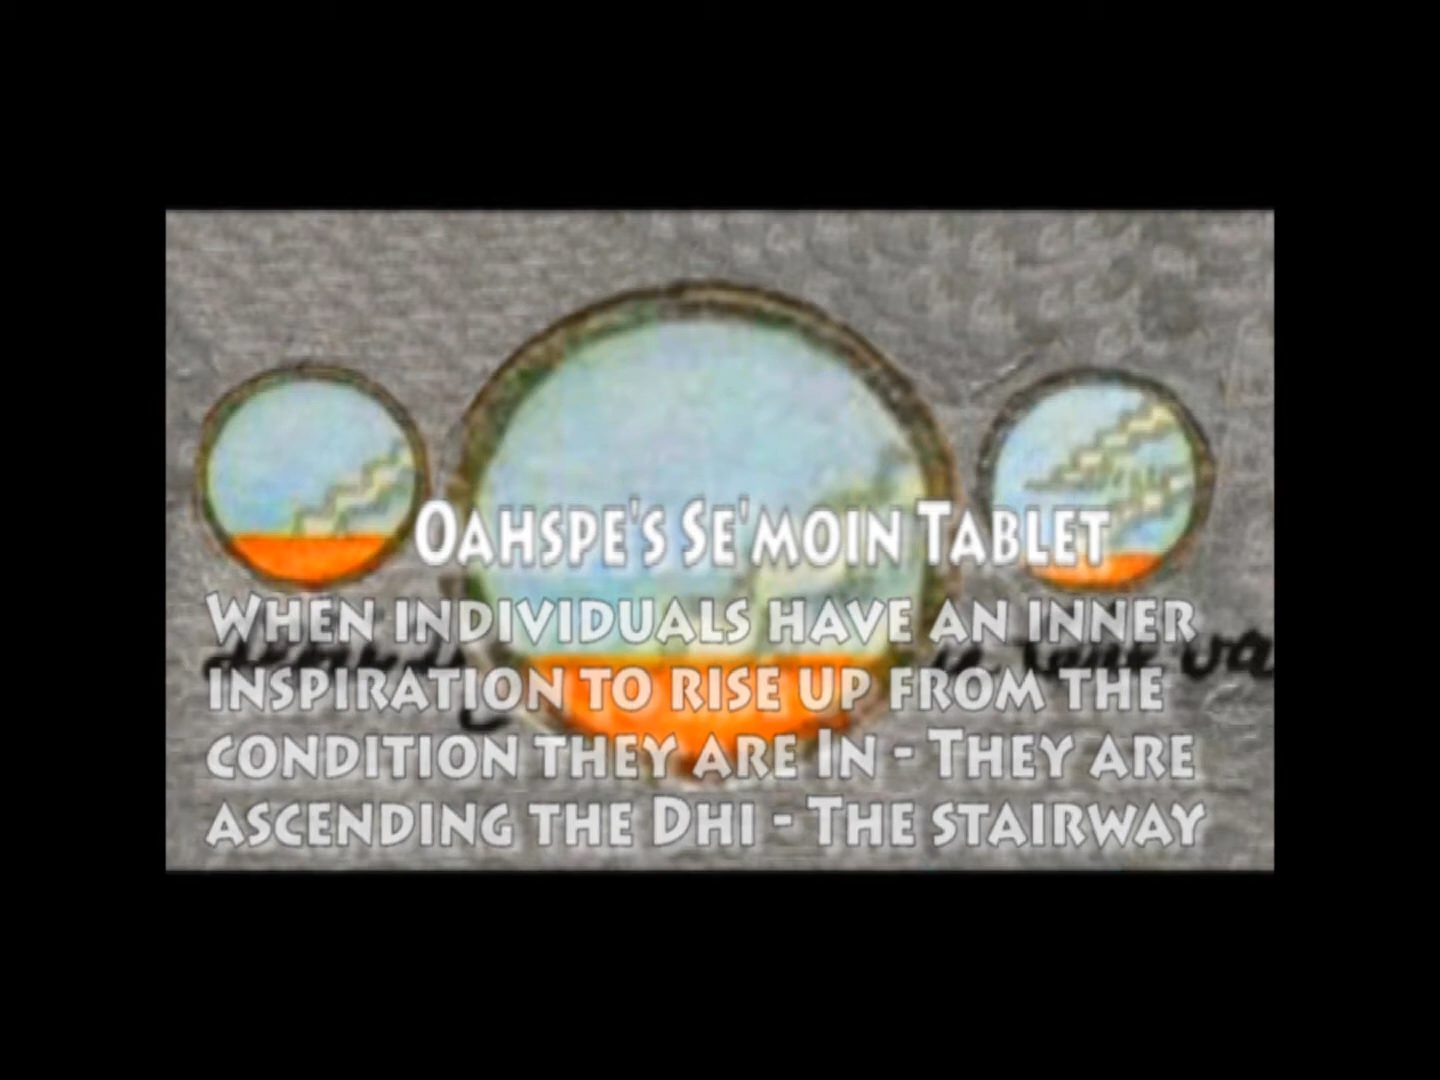 Oahspe's Se'moin Tablet
When individuals have an inner
inspiration to rise up from the
condition they are In - They are
ascending the Dhi - The stairway